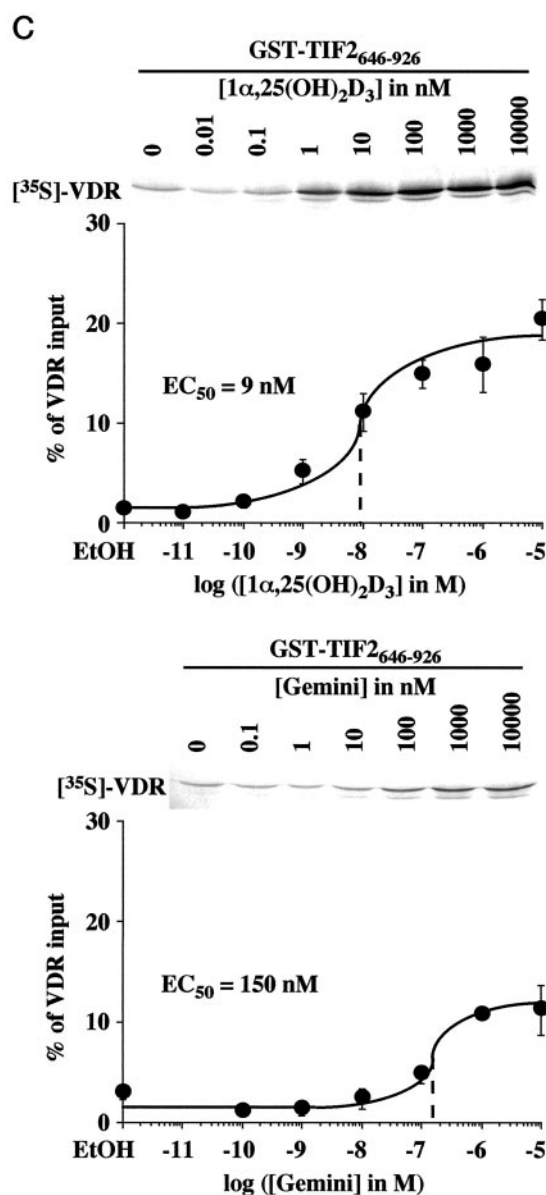 C
GST-TIF2₆₄₆₋₉₂₆
[1α,25(OH)₂D₃] in nM
0 0.01 0.1 1 10 100 1000 10000
[³⁵S]-VDR
30
20
10
0
% of VDR input
EC₅₀ = 9 nM
EtOH -11 -10 -9 -8 -7 -6 -5
log ([1α,25(OH)₂D₃] in M)
GST-TIF2₆₄₆₋₉₂₆
[Gemini] in nM
0 0.1 1 10 100 1000 10000
[³⁵S]-VDR
30
20
10
0
% of VDR input
EC₅₀ = 150 nM
EtOH -11 -10 -9 -8 -7 -6 -5
log ([Gemini] in M)